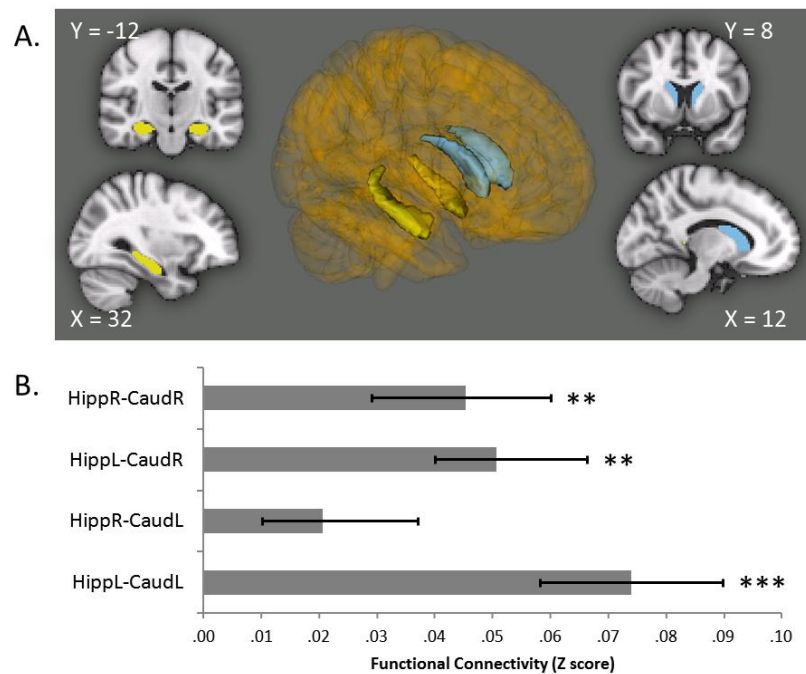 A.
Y = -12
Y = 8
X = 32
X = 12
B.
HippR-CaudR
**
HippL-CaudR
**
HippR-CaudL
HippL-CaudL
***
.00 .01 .02 .03 .04 .05 .06 .07 .08 .09 .10
Functional Connectivity (Z score)